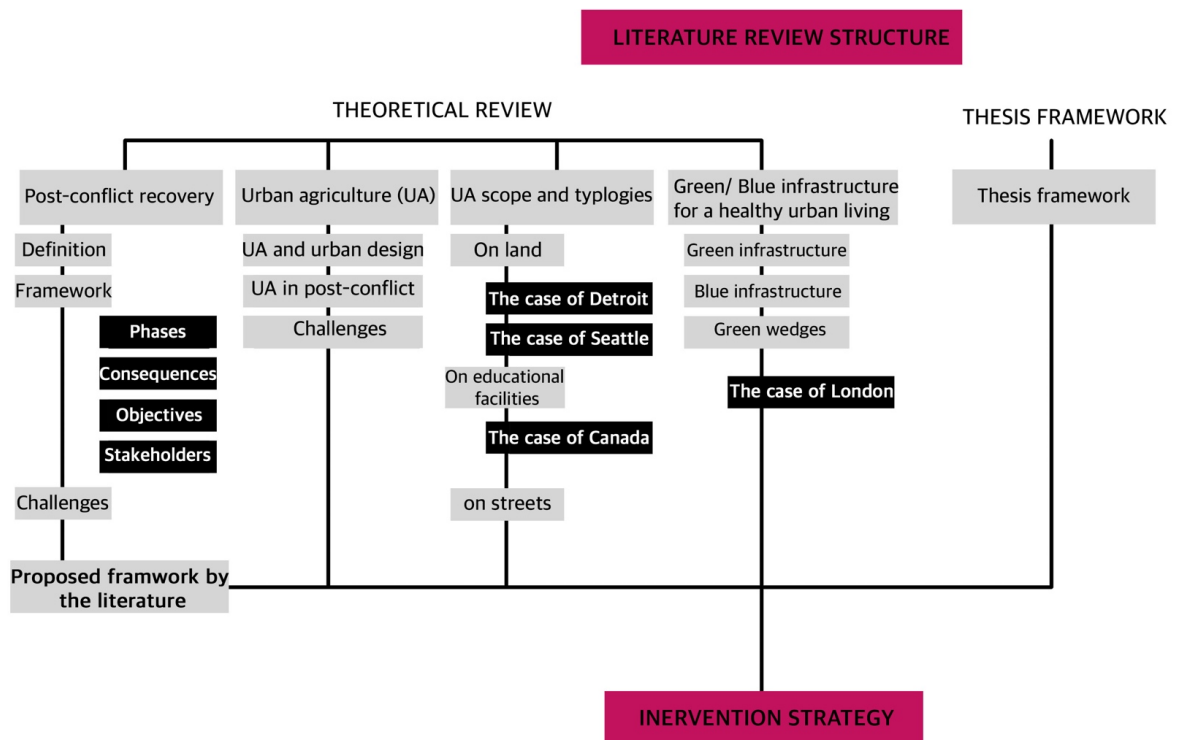 LITERATURE REVIEW STRUCTURE
THEORETICAL REVIEW
THESIS FRAMEWORK
Post-conflict recovery
Definition
Framework
Phases
Consequences
Objectives
Stakeholders
Challenges
Proposed framwork by
the literature
Urban agriculture (UA)
UA and urban design
UA in post-conflict
Challenges
UA scope and typlogies
On land
The case of Detroit
The case of Seattle
On educational
facilities
The case of Canada
on streets
Green/ Blue infrastructure
for a healthy urban living
Green infrastructure
Blue infrastructure
Green wedges
The case of London
Thesis framework
INERVENTION STRATEGY